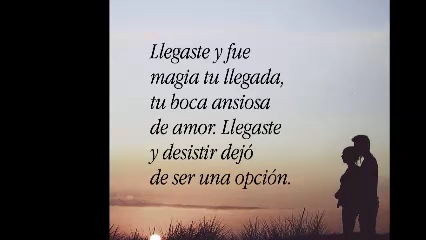 Llegaste y fue
magia tu llegada,
tu boca ansiosa
de amor. Llegaste
y desistir dejó
de ser una opción.